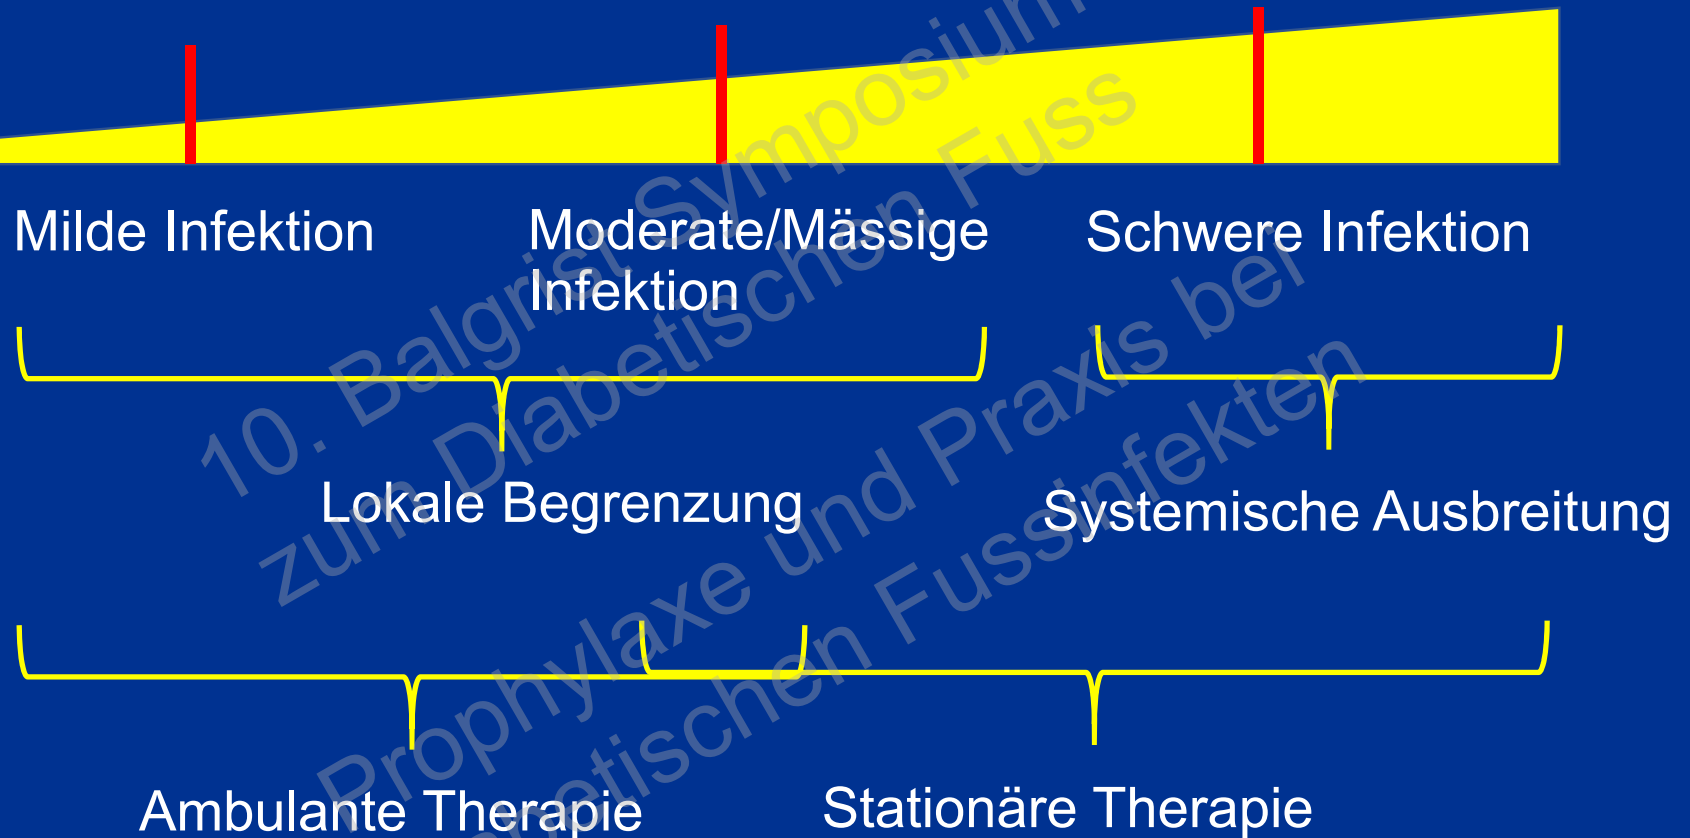 Milde Infektion
Moderate/Mässige
Infektion
Schwere Infektion
Lokale Begrenzung
Systemische Ausbreitung
Ambulante Therapie
Stationäre Therapie
10. Balgrist Symposium
zum Diabetischen Fuss
Prophylaxe und Praxis bei
Fussinfekten